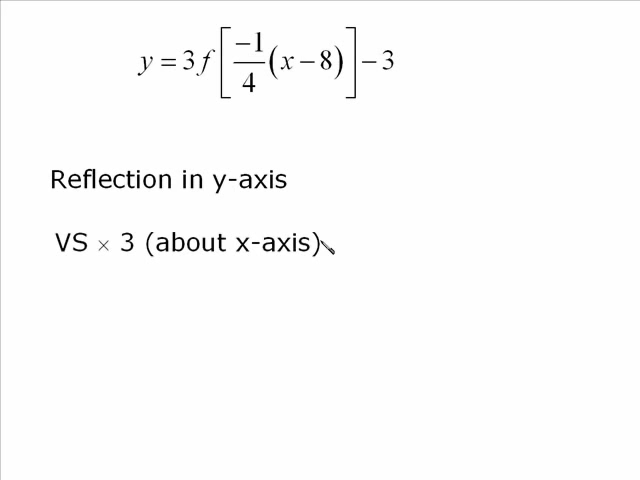 y = 3f[-1/4(x-8)]-3
Reflection in y-axis
VS × 3 (about x-axis)